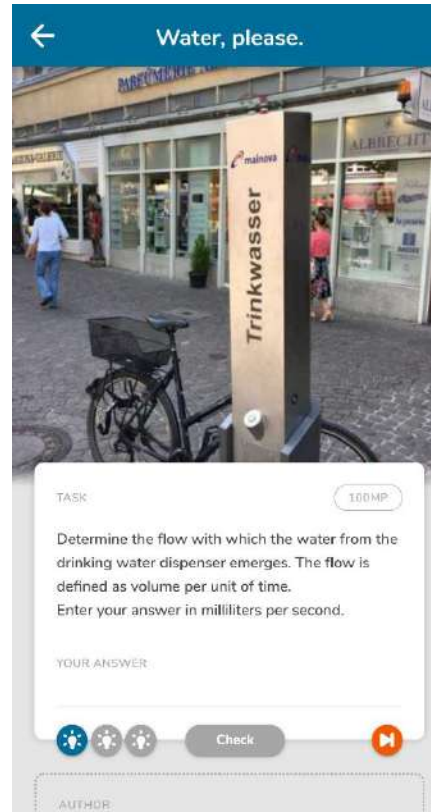 Water, please.
PARFÜMERIE
ALBRECHT
mainova
Trinkwasser
TASK
100MP
Determine the flow with which the water from the
drinking water dispenser emerges. The flow is
defined as volume per unit of time.
Enter your answer in milliliters per second.
YOUR ANSWER
Check
AUTHOR